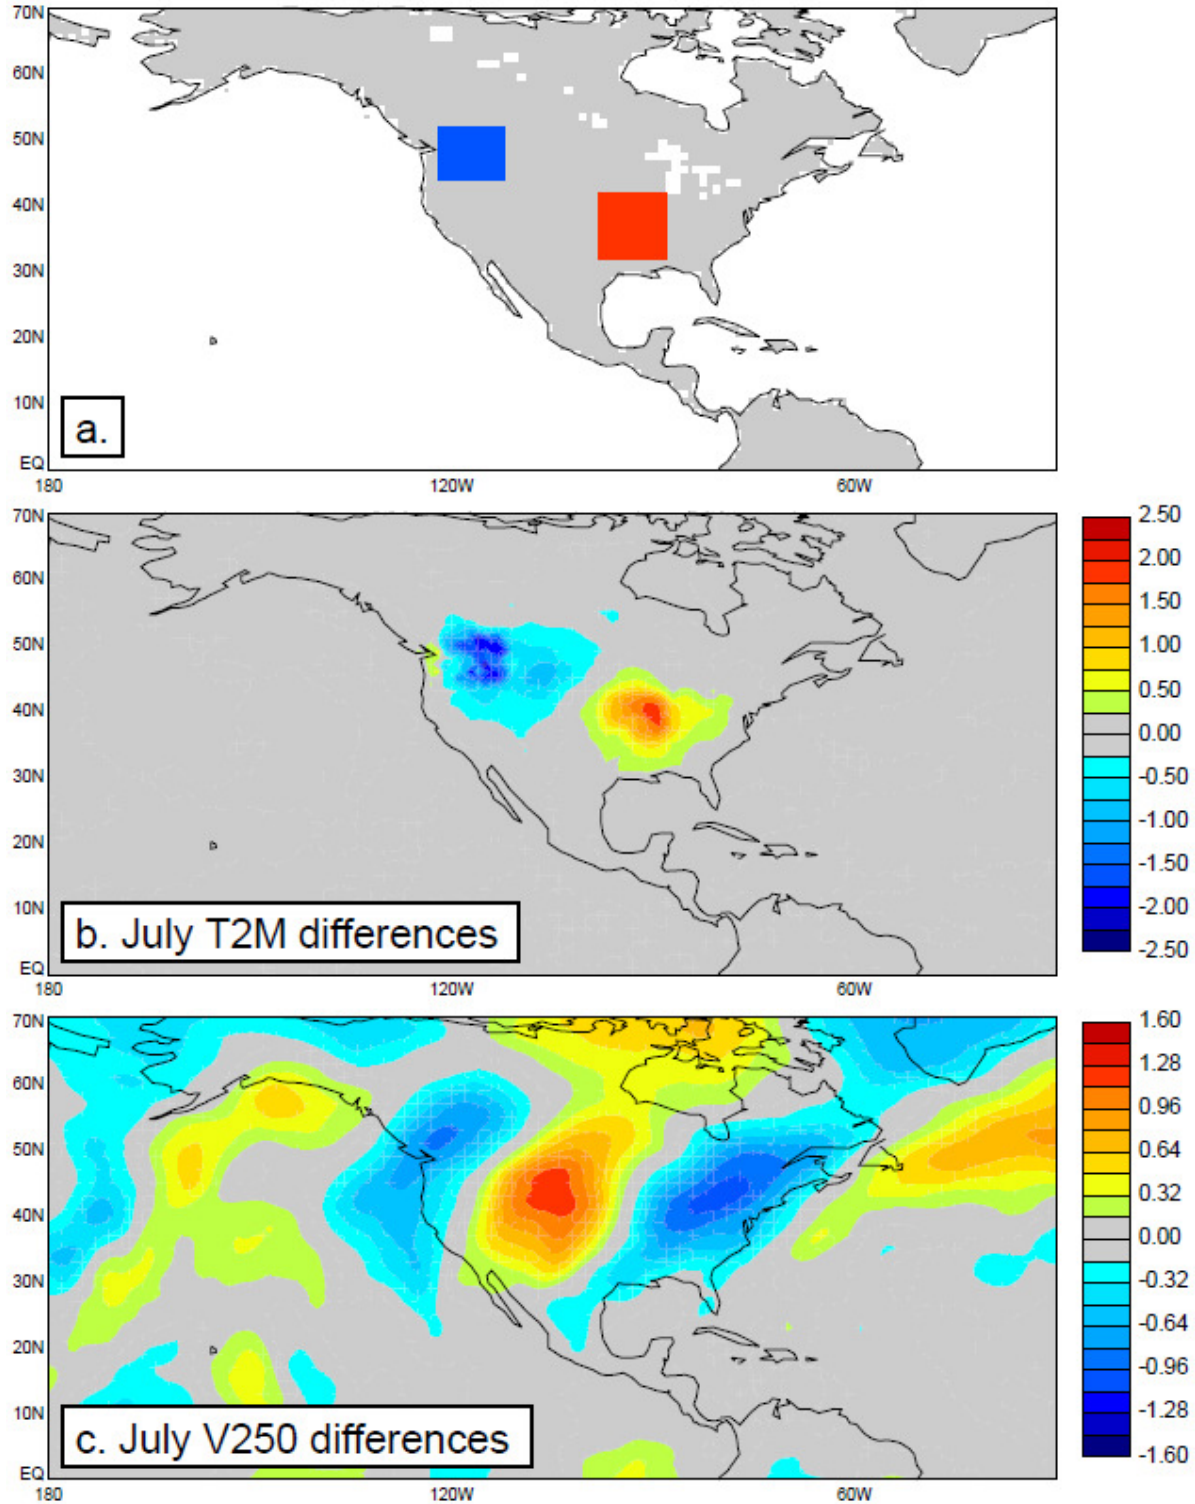 70N
60N
50N
40N
30N
20N
10N
EQ
a.
180 120W 60W
70N
60N
50N
40N
30N
20N
10N
EQ
b. July T2M differences
180 120W 60W
2.50
2.00
1.50
1.00
0.50
0.00
-0.50
-1.00
-1.50
-2.00
-2.50
70N
60N
50N
40N
30N
20N
10N
EQ
c. July V250 differences
180 120W 60W
1.60
1.28
0.96
0.64
0.32
0.00
-0.32
-0.64
-0.96
-1.28
-1.60